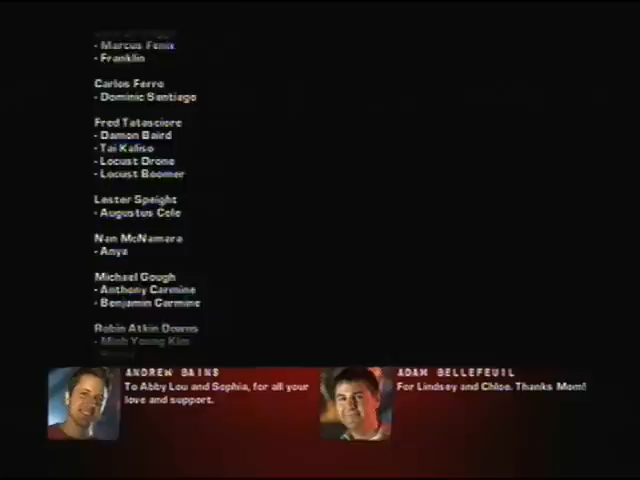 - Marcus Fenix
- Franklin
Carlos Ferro
- Dominic Santiago
Fred Tatasciore
- Damon Baird
- Tai Kaliso
- Locust Drone
- Locust Boomer
Lester Speight
- Augustus Cole
Nan McNamara
- Anya
Michael Gough
- Anthony Carmine
- Benjamin Carmine
Robin Atkin Downs
- Minh Young Kim
ANDREW BAINS
To Abby Lou and Sophia, for all your
love and support.
ADAM BELLEFEUIL
For Lindsey and Chloe. Thanks Mom!